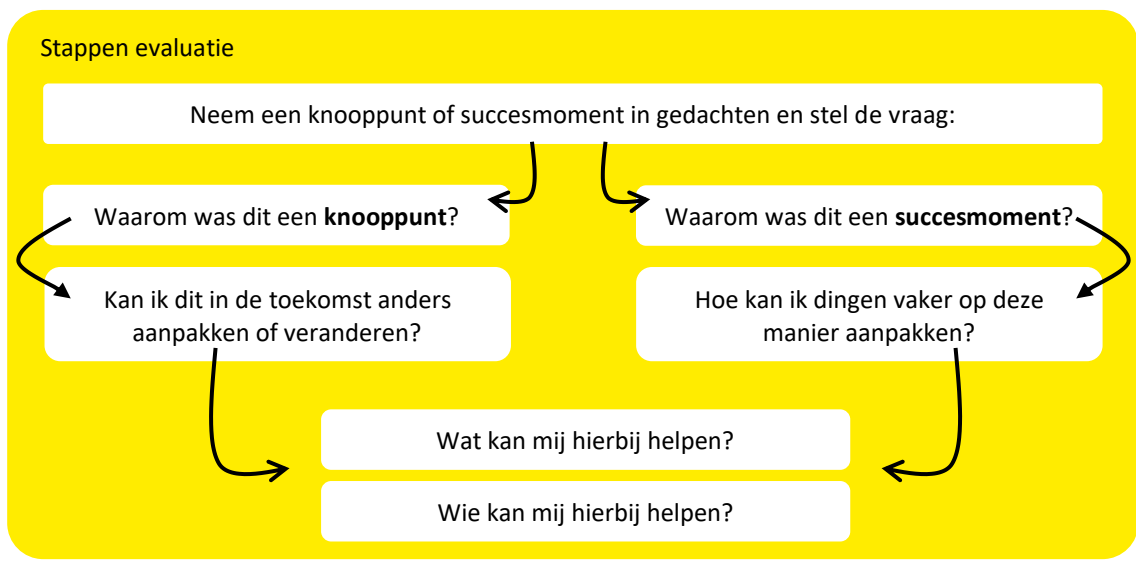 Stappen evaluatie
Neem een knooppunt of succesmoment in gedachten en stel de vraag:
Waarom was dit een knooppunt?
Waarom was dit een succesmoment?
Kan ik dit in de toekomst anders
aanpakken of veranderen?
Hoe kan ik dingen vaker op deze
manier aanpakken?
Wat kan mij hierbij helpen?
Wie kan mij hierbij helpen?